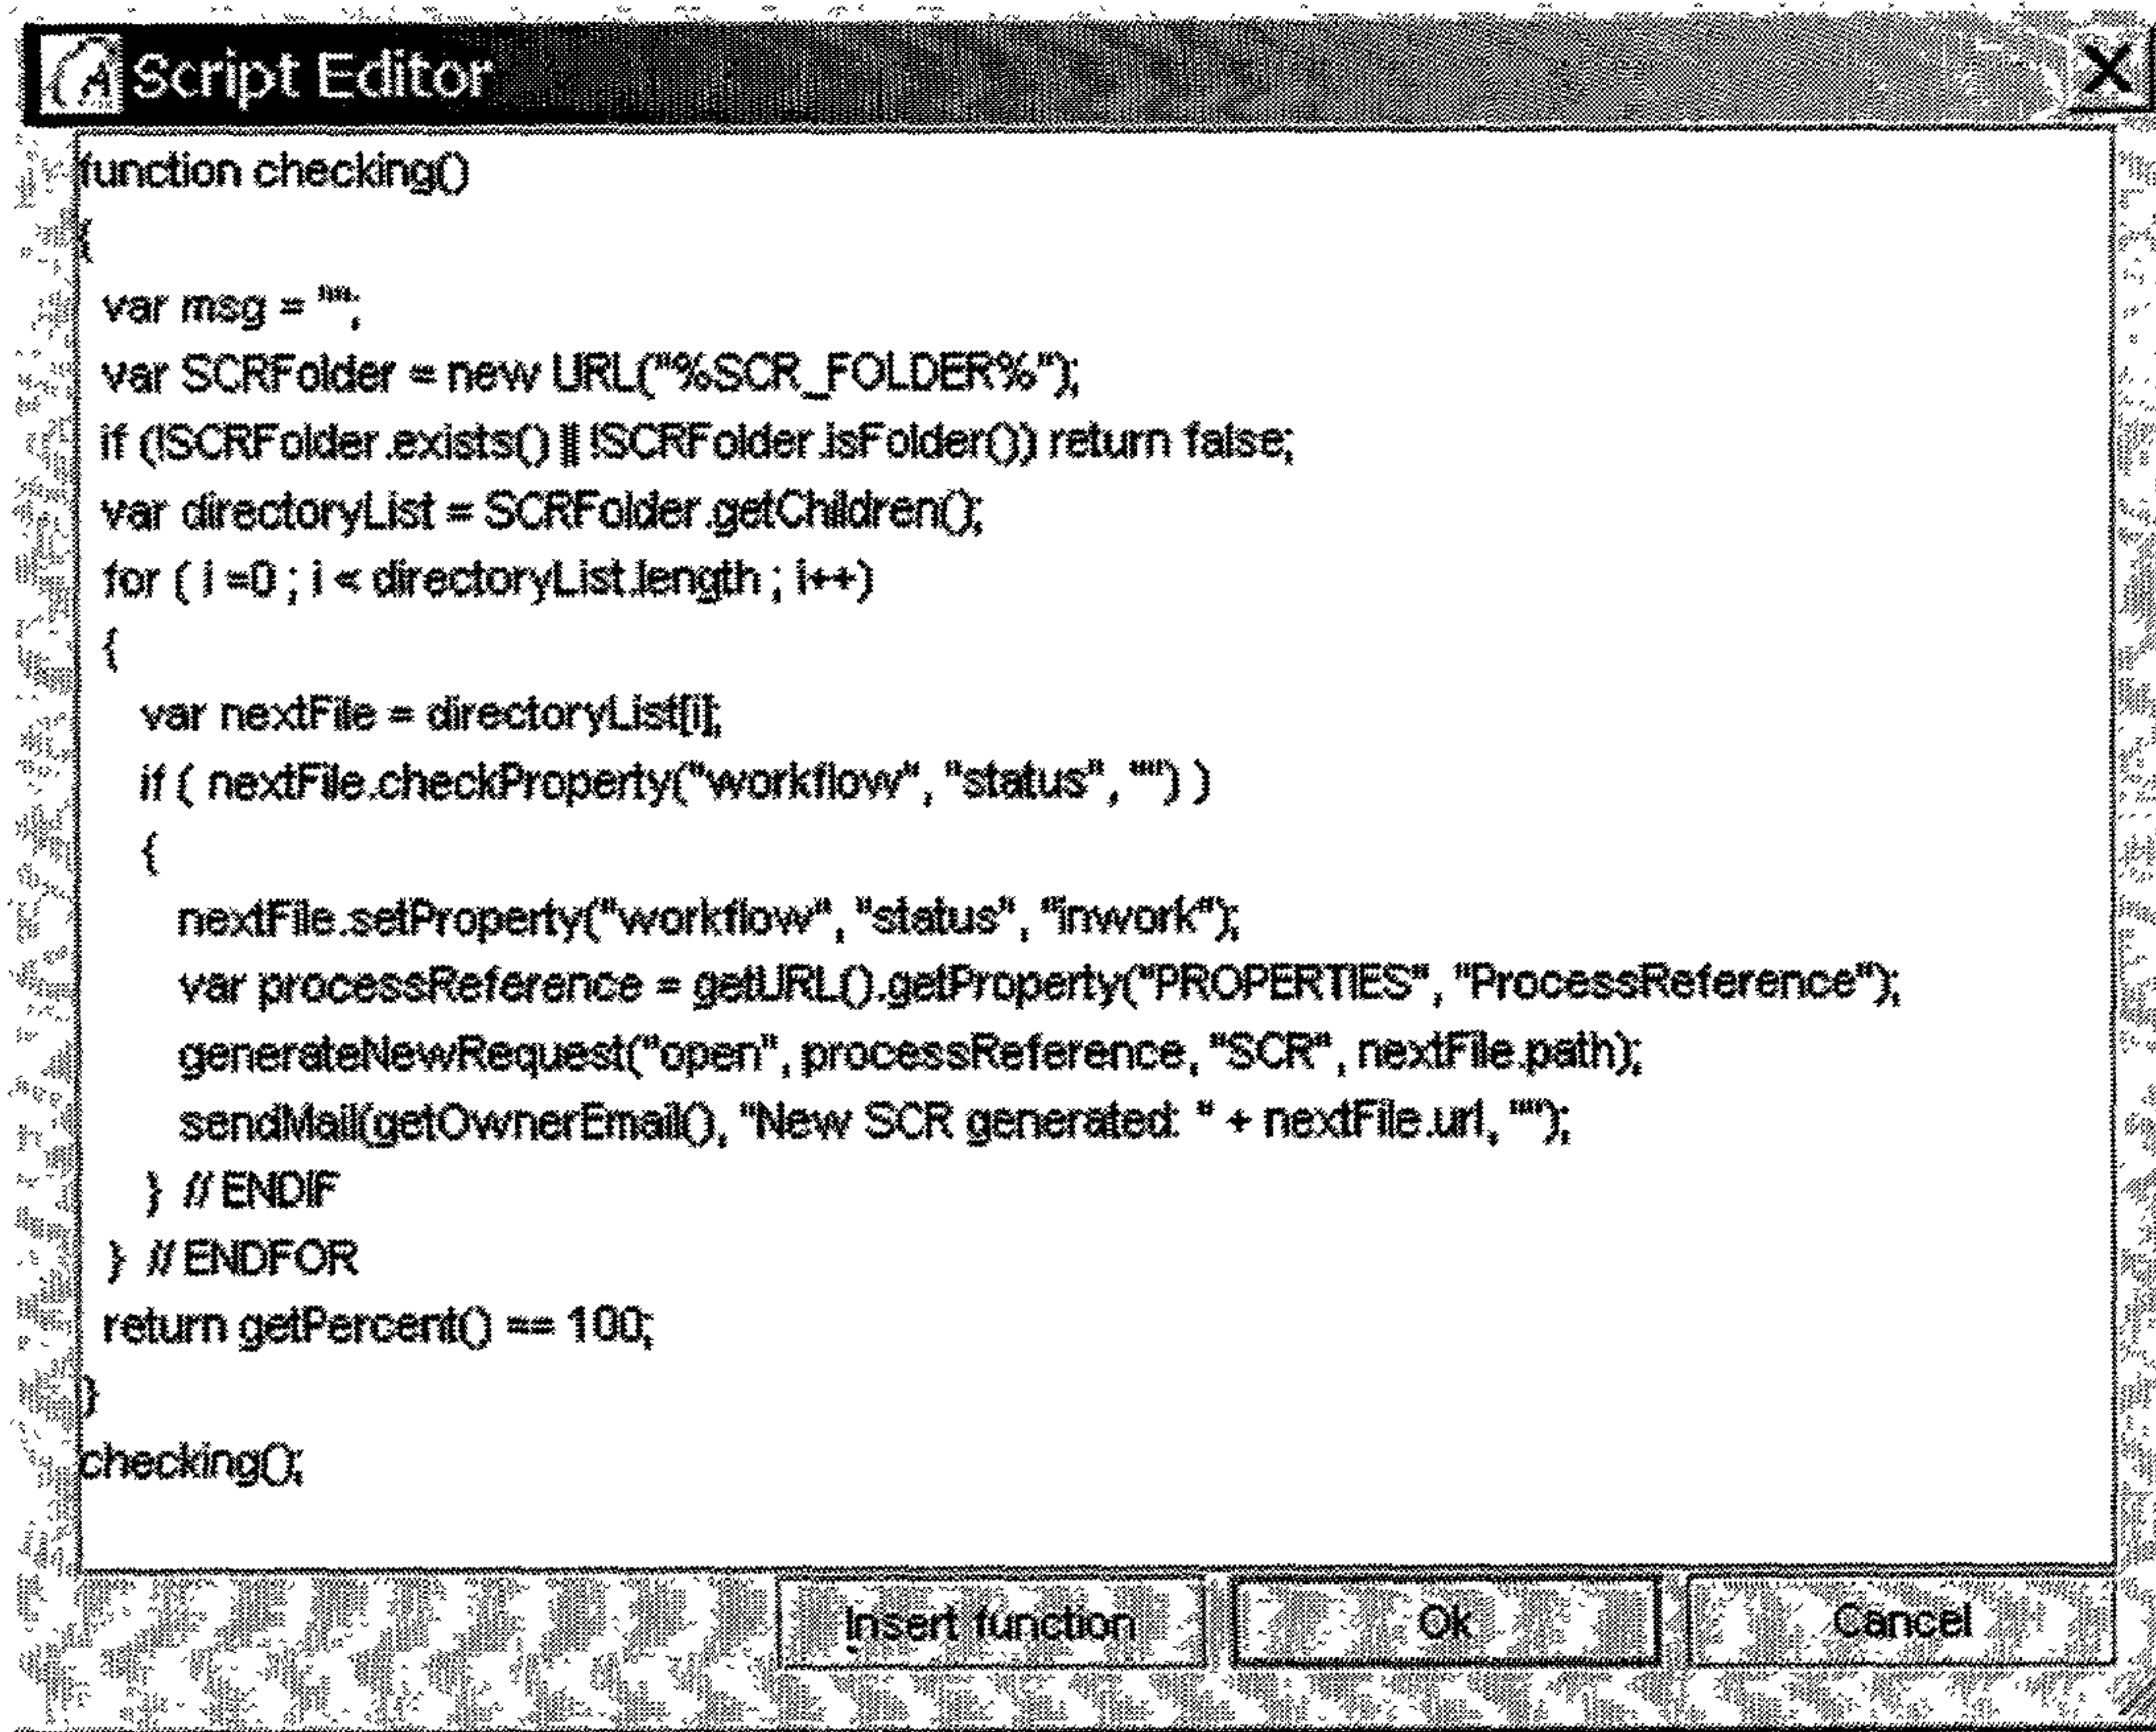 Script Editor
function checking()
{
var msg = "";
var SCRFolder = new URL("%SCR_FOLDER%");
if (!SCRFolder.exists() || !SCRFolder.isFolder()) return false;
var directoryList = SCRFolder.getChildren();
for ( i =0 ; i < directoryList.length ; i++)
{
var nextFile = directoryList[i];
if ( nextFile.checkProperty("workflow", "status", "") )
{
nextFile.setProperty("workflow", "status", "inwork");
var processReference = getURL().getProperty("PROPERTIES", "ProcessReference");
generateNewRequest("open", processReference, "SCR", nextFile.path);
sendMail(getOwnerEmail(), "New SCR generated: " + nextFile.url, "");
} // ENDIF
} // ENDFOR
return getPercent() == 100;
}
checking();
Insert function Ok Cancel